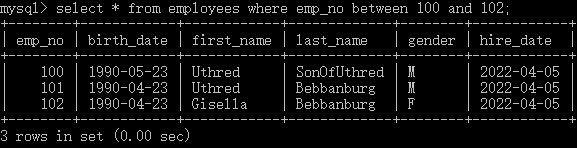 mysql> select * from employees where emp_no between 100 and 102;
+--------+------------+------------+-------------+--------+------------+
| emp_no | birth_date | first_name | last_name   | gender | hire_date  |
+--------+------------+------------+-------------+--------+------------+
|    100 | 1990-05-23 | Uthred     | SonOfUthred | M      | 2022-04-05 |
|    101 | 1990-04-23 | Uthred     | Bebbanburg  | M      | 2022-04-05 |
|    102 | 1990-04-23 | Gisella    | Bebbanburg  | F      | 2022-04-05 |
+--------+------------+------------+-------------+--------+------------+
3 rows in set (0.00 sec)